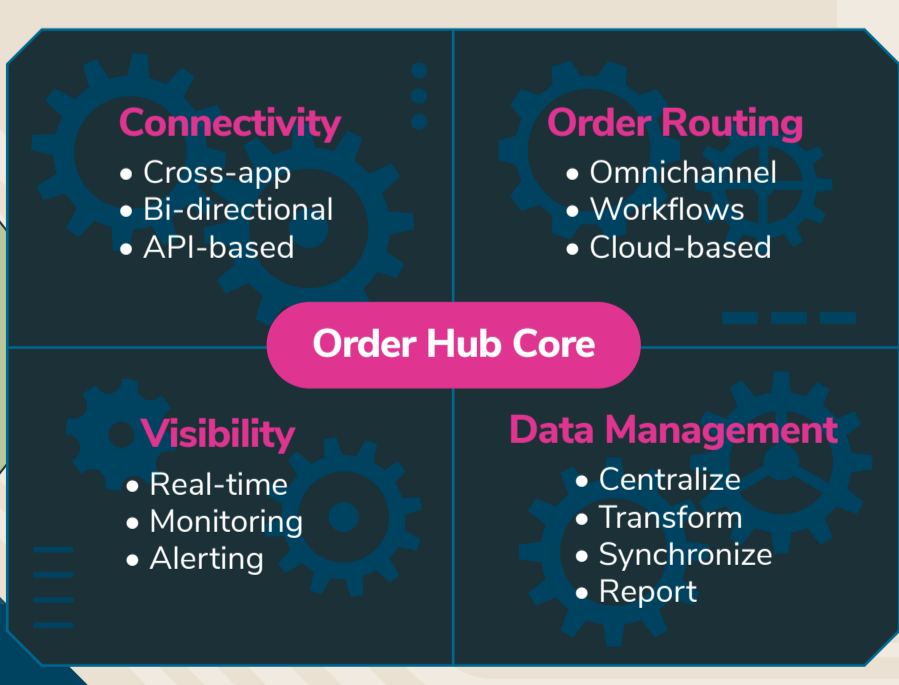 Connectivity
• Cross-app
• Bi-directional
• API-based
Order Routing
• Omnichannel
• Workflows
• Cloud-based
Order Hub Core
Visibility
• Real-time
• Monitoring
• Alerting
Data Management
• Centralize
• Transform
• Synchronize
• Report